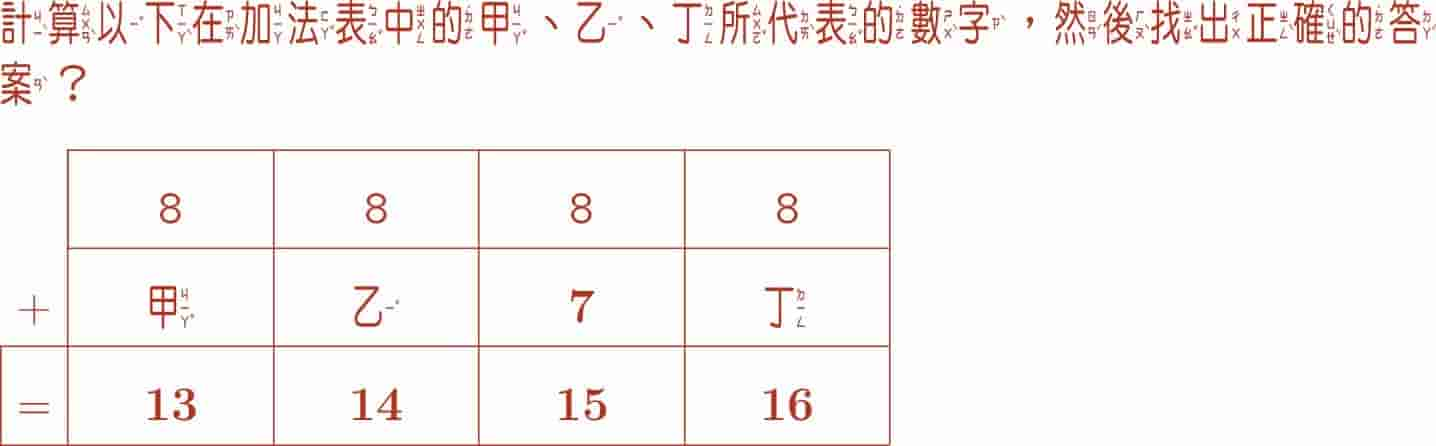 計算以下在加法表中的甲、乙、丁所代表的數字，然後找出正確的答
案？
8 8 8 8
+ 甲 乙 7 丁
= 13 14 15 16